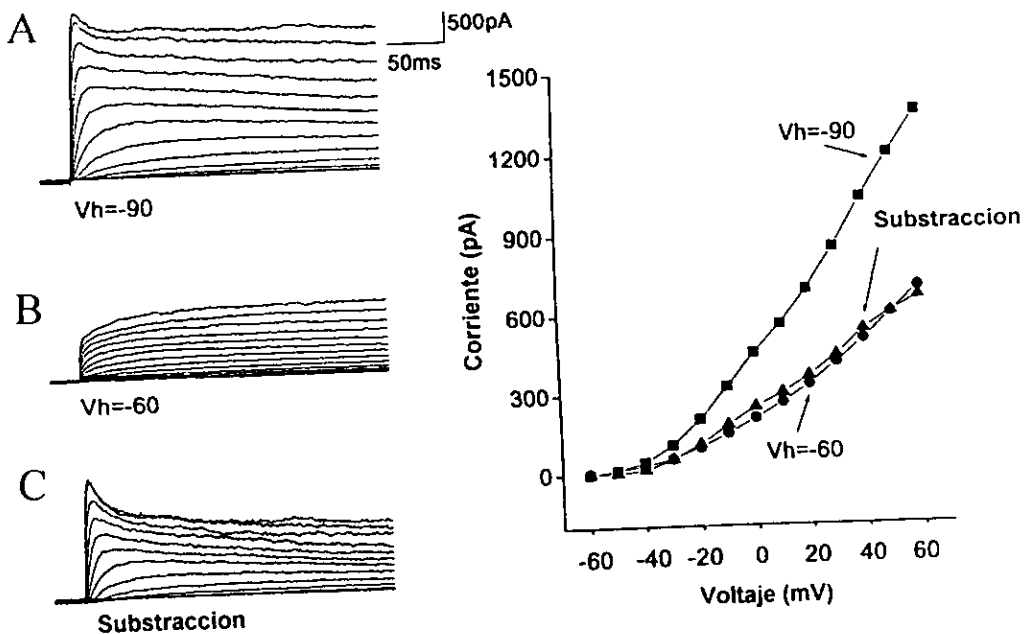 A
500pA
50ms
Vh=-90
B
Vh=-60
C
Substraccion
1500
1200
900
600
300
0
Corriente (pA)
-60 -40 -20 0 20 40 60
Voltaje (mV)
Vh=-90
Substraccion
Vh=-60